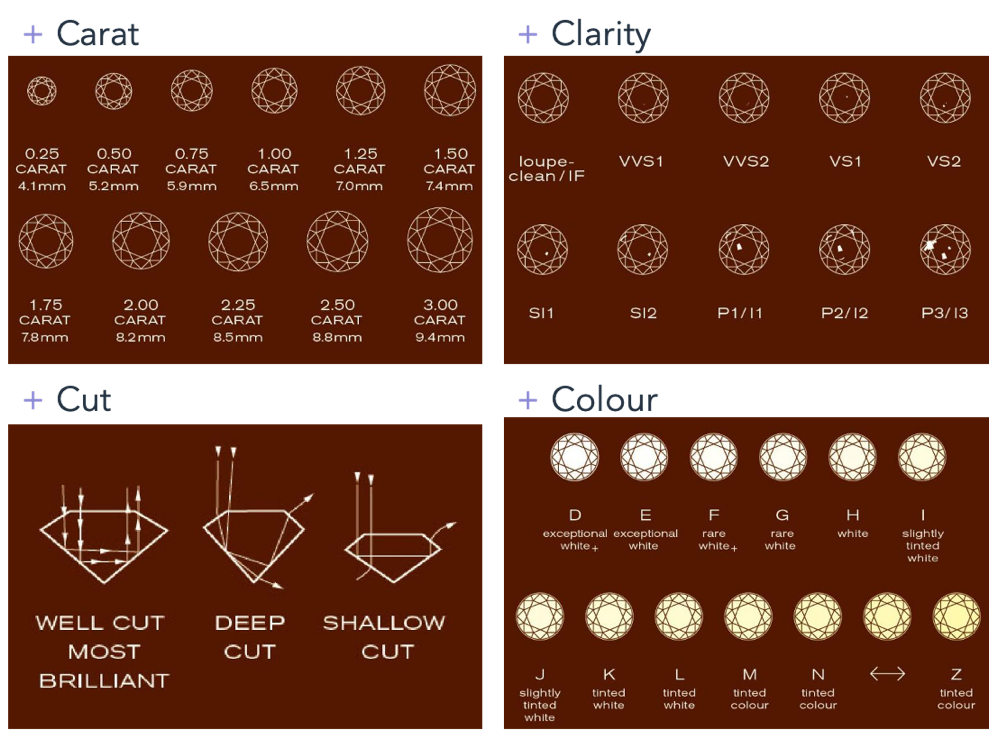 + Carat
0.25 0.50 0.75 1.00 1.25 1.50
CARAT CARAT CARAT CARAT CARAT CARAT
4.1mm 5.2mm 5.9mm 6.5mm 7.0mm 7.4mm
1.75 2.00 2.25 2.50 3.00
CARAT CARAT CARAT CARAT CARAT
7.8mm 8.2mm 8.5mm 8.8mm 9.4mm
+ Clarity
loupe-
clean/IF VVS1 VVS2 VS1 VS2
SI1 SI2 P1/I1 P2/I2 P3/I3
+ Cut
WELL CUT
MOST
BRILLIANT
DEEP
CUT
SHALLOW
CUT
+ Colour
D E F G H I
exceptional exceptional rare rare white slightly
white+ white white+ white tinted
white
J K L M N Z
slightly tinted tinted tinted tinted tinted
tinted white white colour colour colour
white